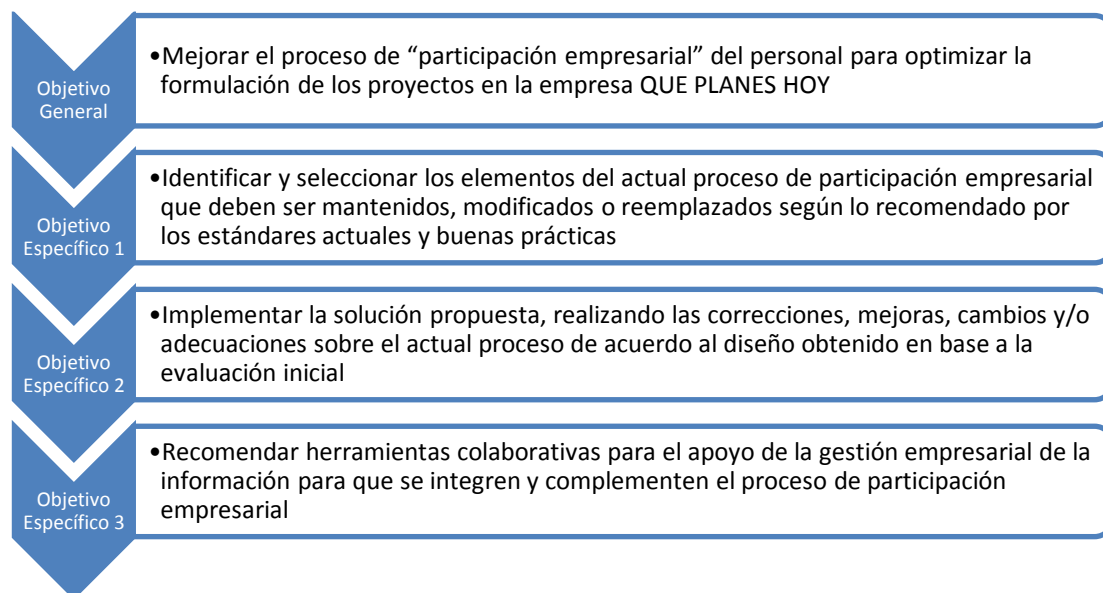 Objetivo
General
•Mejorar el proceso de “participación empresarial” del personal para optimizar la
formulación de los proyectos en la empresa QUE PLANES HOY
Objetivo
Específico 1
•Identificar y seleccionar los elementos del actual proceso de participación empresarial
que deben ser mantenidos, modificados o reemplazados según lo recomendado por
los estándares actuales y buenas prácticas
Objetivo
Específico 2
•Implementar la solución propuesta, realizando las correcciones, mejoras, cambios y/o
adecuaciones sobre el actual proceso de acuerdo al diseño obtenido en base a la
evaluación inicial
Objetivo
Específico 3
•Recomendar herramientas colaborativas para el apoyo de la gestión empresarial de la
información para que se integren y complementen el proceso de participación
empresarial